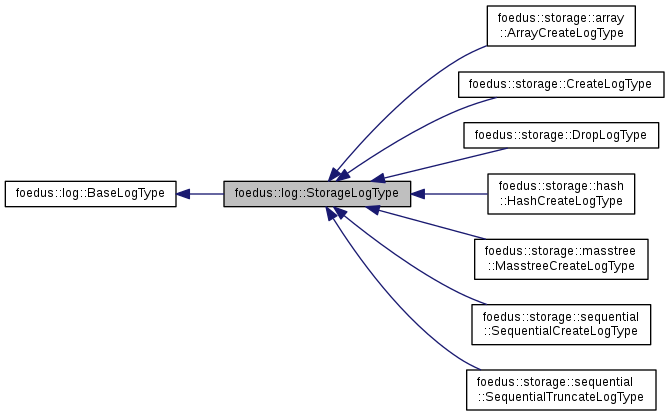 foedus::storage::array
::ArrayCreateLogType
foedus::storage::CreateLogType
foedus::storage::DropLogType
foedus::log::BaseLogType
foedus::log::StorageLogType
foedus::storage::hash
::HashCreateLogType
foedus::storage::masstree
::MasstreeCreateLogType
foedus::storage::sequential
::SequentialCreateLogType
foedus::storage::sequential
::SequentialTruncateLogType